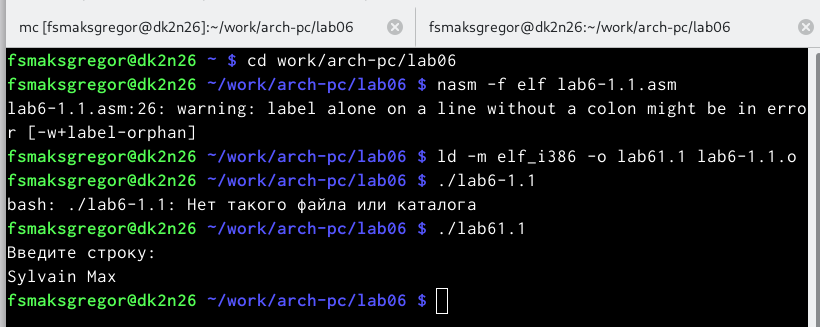 mc [fsmaksgregor@dk2n26]:~/work/arch-pc/lab06
fsmaksgregor@dk2n26:~/work/arch-pc/lab06
fsmaksgregor@dk2n26 ~ $ cd work/arch-pc/lab06
fsmaksgregor@dk2n26 ~/work/arch-pc/lab06 $ nasm -f elf lab6-1.1.asm
lab6-1.1.asm:26: warning: label alone on a line without a colon might be in erro
r [-w+label-orphan]
fsmaksgregor@dk2n26 ~/work/arch-pc/lab06 $ ld -m elf_i386 -o lab61.1 lab6-1.1.o
fsmaksgregor@dk2n26 ~/work/arch-pc/lab06 $ ./lab6-1.1
bash: ./lab6-1.1: Нет такого файла или каталога
fsmaksgregor@dk2n26 ~/work/arch-pc/lab06 $ ./lab61.1
Введите строку:
Sylvain Max
fsmaksgregor@dk2n26 ~/work/arch-pc/lab06 $